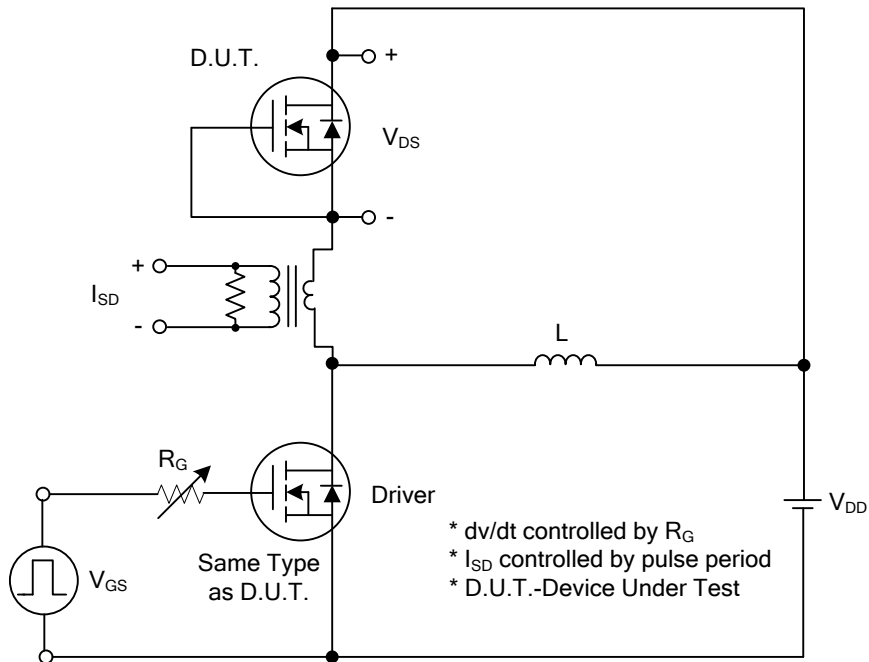 D.U.T.
+
V_DS
-
+
I_SD
-
L
R_G
Driver
V_DD
V_GS
Same Type
as D.U.T.
* dv/dt controlled by R_G
* I_SD controlled by pulse period
* D.U.T.-Device Under Test